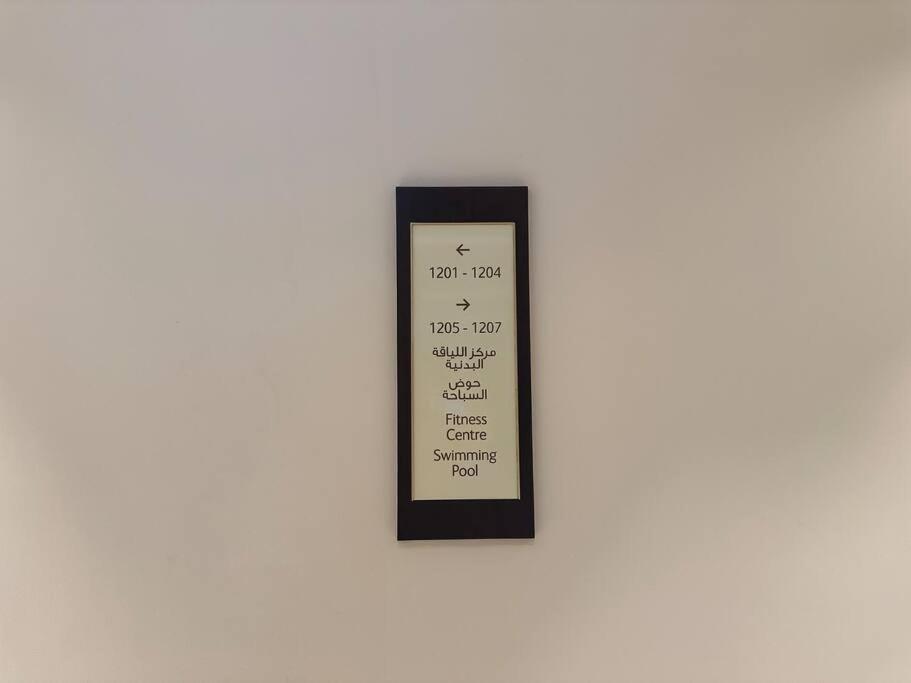 ←
1201 - 1204
→
1205 - 1207
مركز اللياقة
البدنية
حوض
السباحة
Fitness
Centre
Swimming
Pool